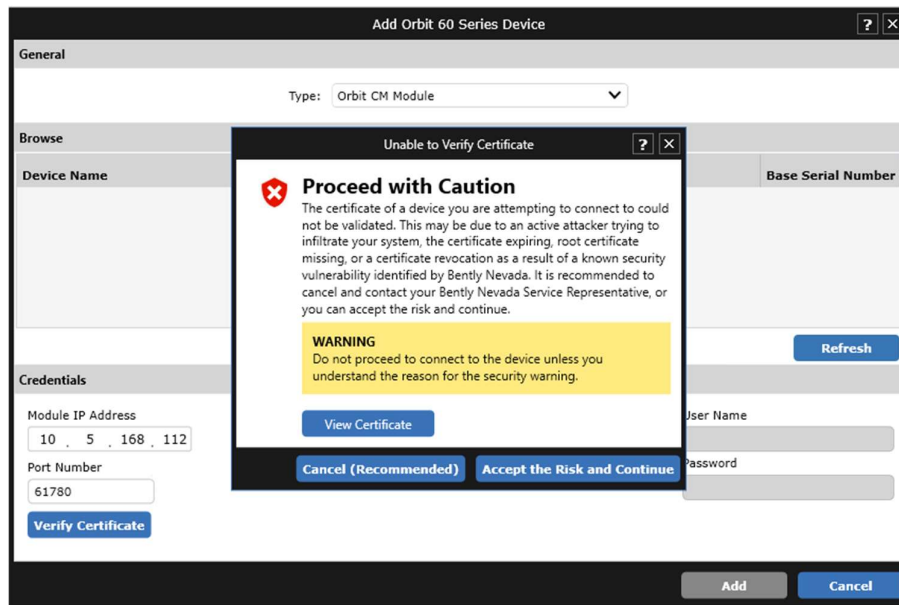 Add Orbit 60 Series Device
?
General
Type: Orbit CM Module
Browse
Device Name
Base Serial Number
Unable to Verify Certificate
?
Proceed with Caution
The certificate of a device you are attempting to connect to could
not be validated. This may be due to an active attacker trying to
infiltrate your system, the certificate expiring, root certificate
missing, or a certificate revocation as a result of a known security
vulnerability identified by Bently Nevada. It is recommended to
cancel and contact your Bently Nevada Service Representative, or
you can accept the risk and continue.
WARNING
Do not proceed to connect to the device unless you
understand the reason for the security warning.
View Certificate
Cancel (Recommended)
Accept the Risk and Continue
Refresh
Credentials
Module IP Address
10 . 5 . 168 . 112
Port Number
61780
Verify Certificate
User Name
Password
Add
Cancel